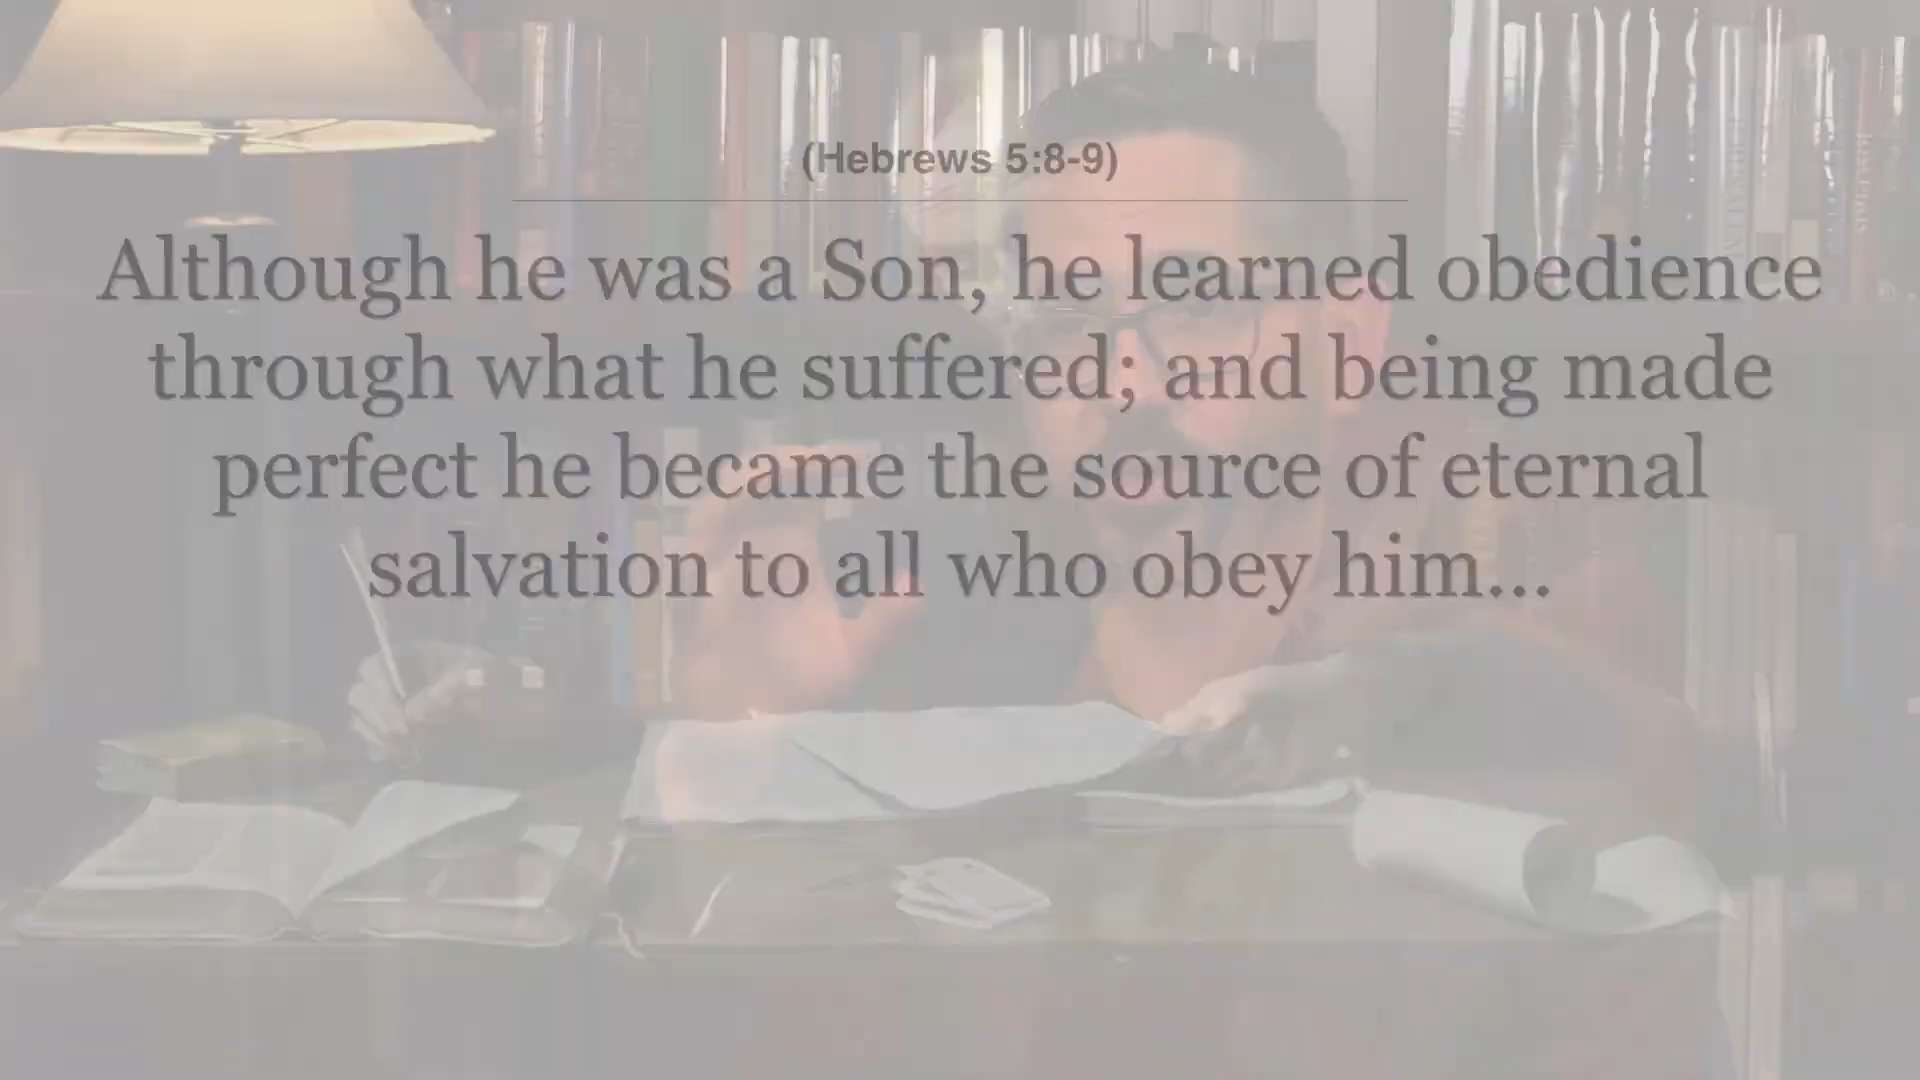 (Hebrews 5:8-9)
Although he was a Son, he learned obedience
through what he suffered; and being made
perfect he became the source of eternal
salvation to all who obey him...